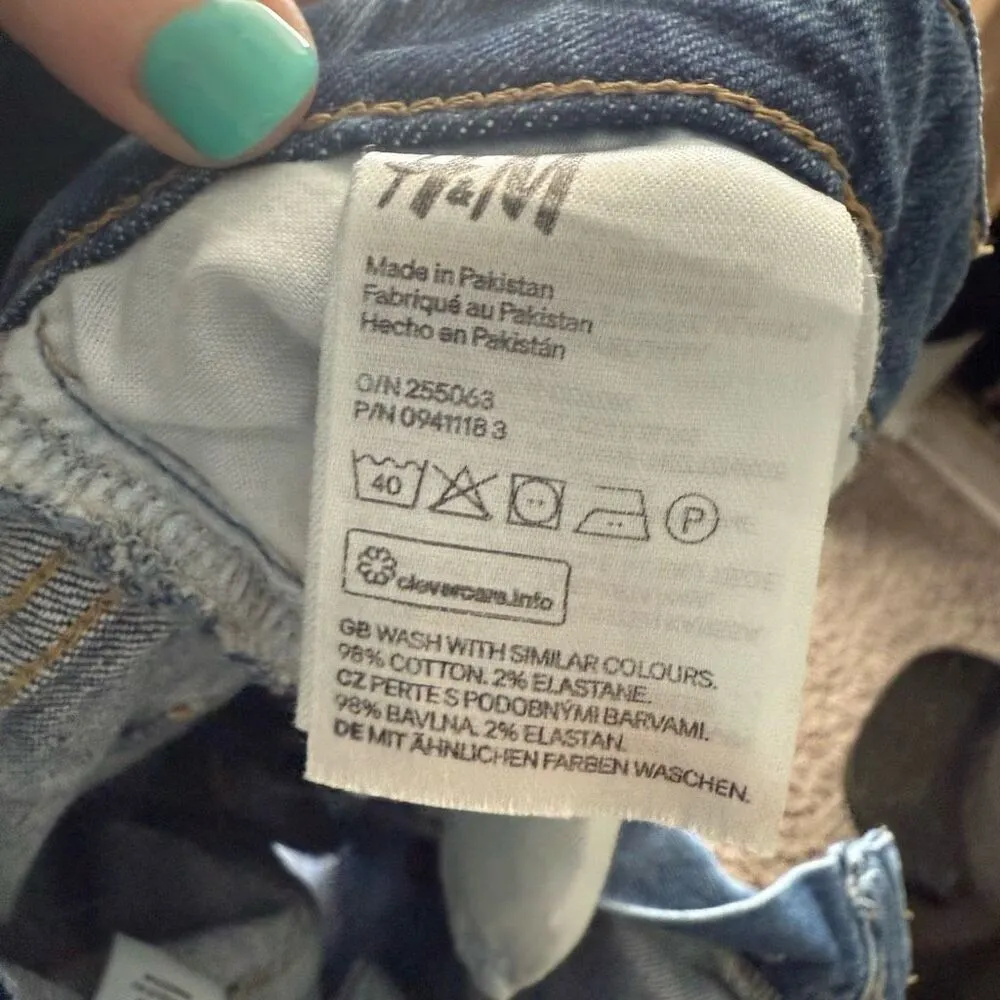 H&M
Made in Pakistan
Fabriqué au Pakistan
Hecho en Pakistán
O/N 255063
P/N 0941118 3
40
P
clevercare.info
GB WASH WITH SIMILAR COLOURS.
98% COTTON. 2% ELASTANE.
CZ PERTE S PODOBNÝMI BARVAMI.
98% BAVLNA. 2% ELASTAN.
DE MIT ÄHNLICHEN FARBEN WASCHEN.